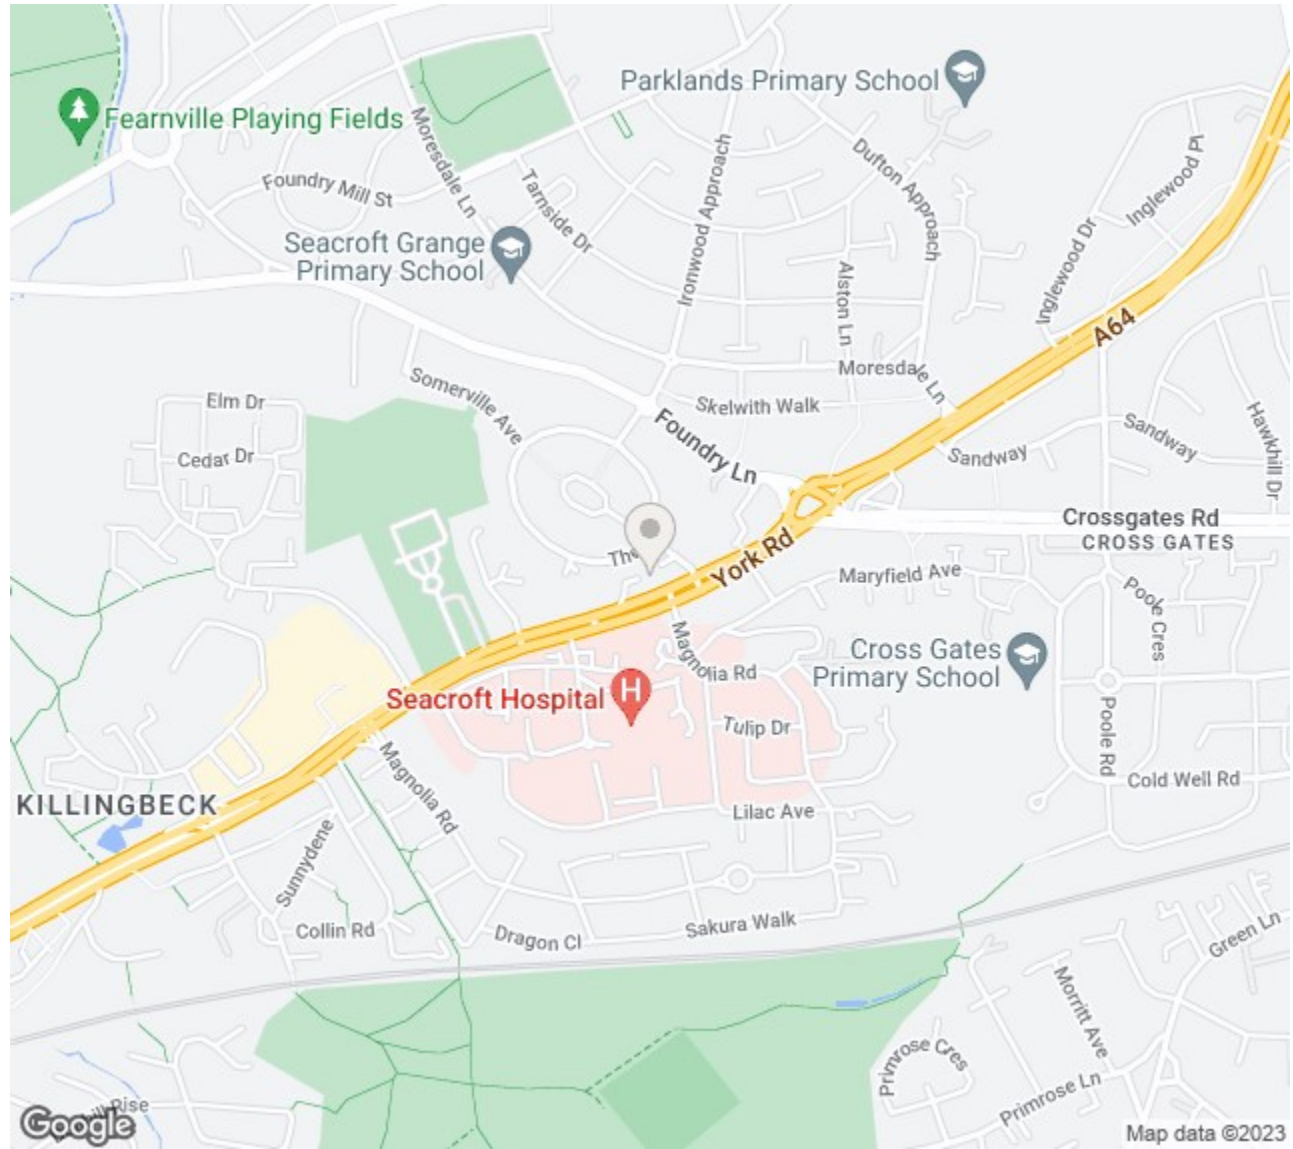 Parklands Primary School
Fearnville Playing Fields
Moresdale Ln
Foundry Mill St
Tarnside Dr
Ironwood Approach
Dufton Approach
Inglewood Pl
Seacroft Grange
Primary School
Alston Ln
Inglewood Dr
A64
Moresdale Ln
Somerville Ave
Elm Dr
Skelwith Walk
Foundry Ln
Cedar Dr
Sandway
Sandway
Hawkhill Dr
Crossgates Rd
CROSS GATES
The
York Rd
Maryfield Ave
Poole Cres
Magnolia Rd
Cross Gates
Primary School
Seacroft Hospital
H
Tulip Dr
Poole Rd
Cold Well Rd
KILLINGBECK
Magnolia Rd
Lilac Ave
Sunnydene
Collin Rd
Dragon Cl
Sakura Walk
Green Ln
Morritt Ave
Primrose Cres
Primrose Ln
Rise
Google
Map data ©2023